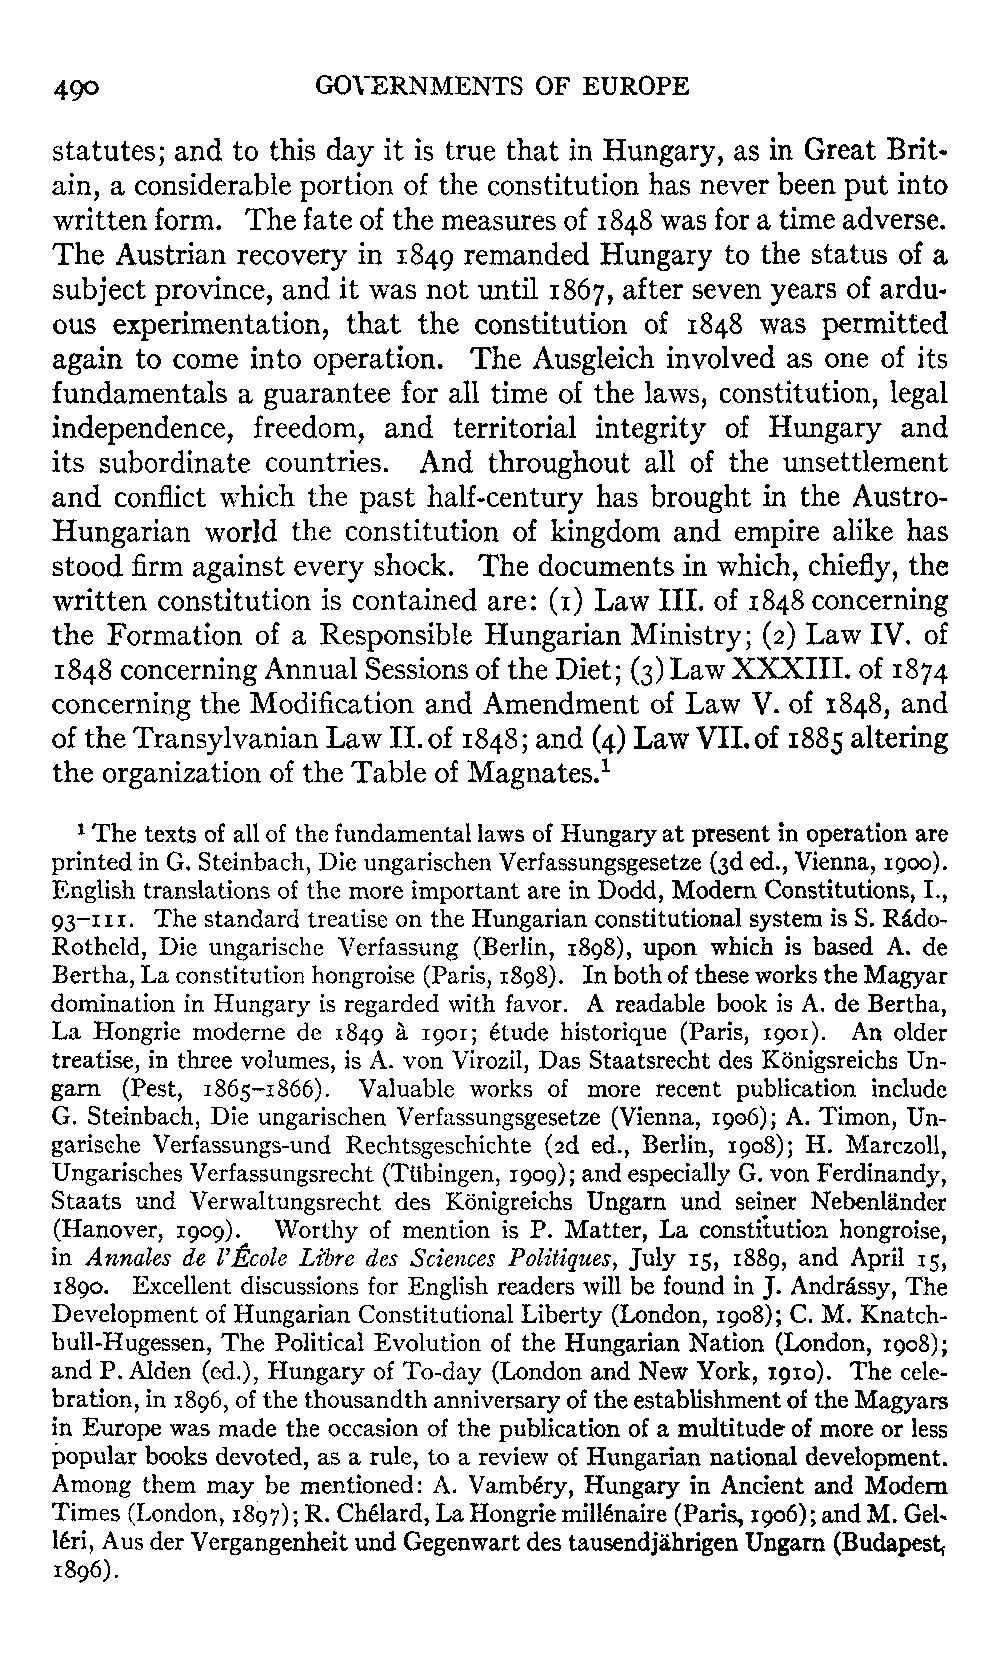 490 GOVERNMENTS OF EUROPE
statutes; and to this day it is true that in Hungary, as in Great Brit-
ain, a considerable portion of the constitution has never been put into
written form. The fate of the measures of 1848 was for a time adverse.
The Austrian recovery in 1849 remanded Hungary to the status of a
subject province, and it was not until 1867, after seven years of ardu-
ous experimentation, that the constitution of 1848 was permitted
again to come into operation. The Ausgleich involved as one of its
fundamentals a guarantee for all time of the laws, constitution, legal
independence, freedom, and territorial integrity of Hungary and
its subordinate countries. And throughout all of the unsettlement
and conflict which the past half-century has brought in the Austro-
Hungarian world the constitution of kingdom and empire alike has
stood firm against every shock. The documents in which, chiefly, the
written constitution is contained are: (1) Law III. of 1848 concerning
the Formation of a Responsible Hungarian Ministry; (2) Law IV. of
1848 concerning Annual Sessions of the Diet; (3) Law XXXIII. of 1874
concerning the Modification and Amendment of Law V. of 1848, and
of the Transylvanian Law II. of 1848; and (4) Law VII. of 1885 altering
the organization of the Table of Magnates.¹
¹ The texts of all of the fundamental laws of Hungary at present in operation are
printed in G. Steinbach, Die ungarischen Verfassungsgesetze (3d ed., Vienna, 1900).
English translations of the more important are in Dodd, Modern Constitutions, I.,
93–111. The standard treatise on the Hungarian constitutional system is S. Rádo-
Rotheld, Die ungarische Verfassung (Berlin, 1898), upon which is based A. de
Bertha, La constitution hongroise (Paris, 1898). In both of these works the Magyar
domination in Hungary is regarded with favor. A readable book is A. de Bertha,
La Hongrie moderne de 1849 à 1901; étude historique (Paris, 1901). An older
treatise, in three volumes, is A. von Virozil, Das Staatsrecht des Königsreichs Un-
garn (Pest, 1865–1866). Valuable works of more recent publication include
G. Steinbach, Die ungarischen Verfassungsgesetze (Vienna, 1906); A. Timon, Un-
garische Verfassungs-und Rechtsgeschichte (2d ed., Berlin, 1908); H. Marczoll,
Ungarisches Verfassungsrecht (Tübingen, 1909); and especially G. von Ferdinandy,
Staats und Verwaltungsrecht des Königreichs Ungarn und seiner Nebenländer
(Hanover, 1909). Worthy of mention is P. Matter, La constitution hongroise,
in Annales de l'École Libre des Sciences Politiques, July 15, 1889, and April 15,
1890. Excellent discussions for English readers will be found in J. Andrássy, The
Development of Hungarian Constitutional Liberty (London, 1908); C. M. Knatch-
bull-Hugessen, The Political Evolution of the Hungarian Nation (London, 1908);
and P. Alden (ed.), Hungary of To-day (London and New York, 1910). The cele-
bration, in 1896, of the thousandth anniversary of the establishment of the Magyars
in Europe was made the occasion of the publication of a multitude of more or less
popular books devoted, as a rule, to a review of Hungarian national development.
Among them may be mentioned: A. Vambéry, Hungary in Ancient and Modern
Times (London, 1897); R. Chélard, La Hongrie millénaire (Paris, 1906); and M. Gel-
léri, Aus der Vergangenheit und Gegenwart des tausendjährigen Ungarn (Budapest,
1896).